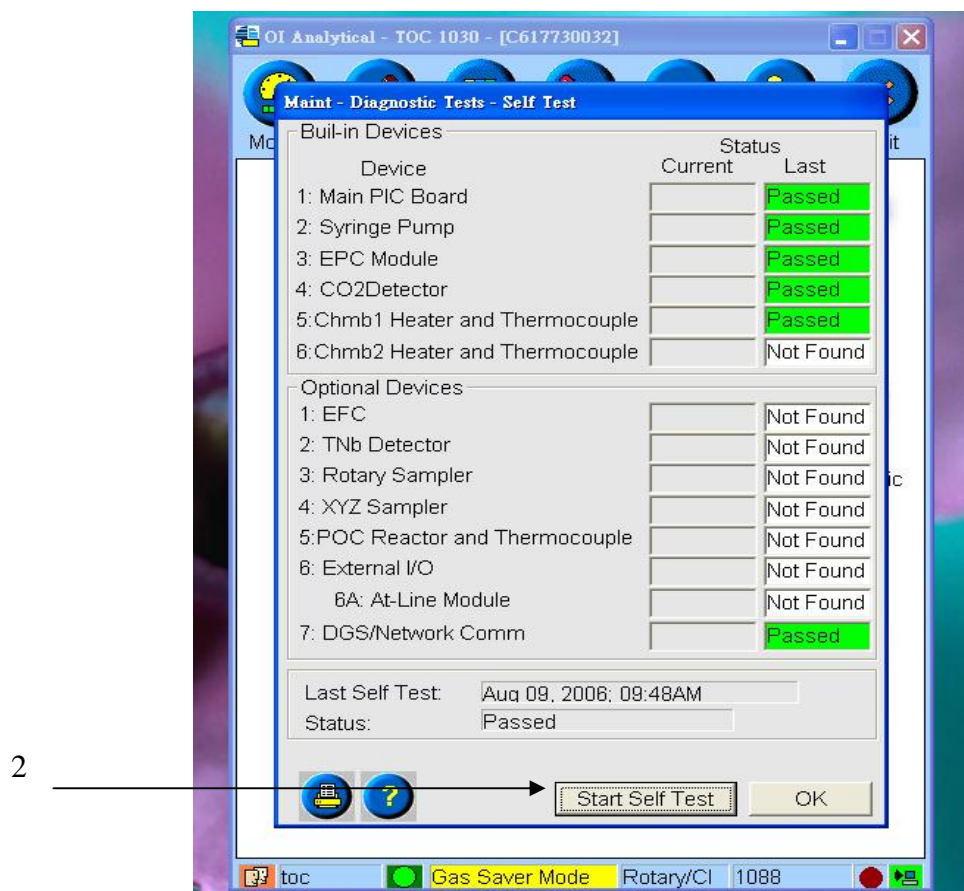 OI Analytical - TOC 1030 - [C617730032]
Maint - Diagnostic Tests - Self Test
Mo it
Buil-in Devices
Status
Device Current Last
1: Main PIC Board Passed
2: Syringe Pump Passed
3: EPC Module Passed
4: CO2Detector Passed
5:Chmb1 Heater and Thermocouple Passed
6:Chmb2 Heater and Thermocouple Not Found
Optional Devices
1: EFC Not Found
2: TNb Detector Not Found
3: Rotary Sampler Not Found
ic
4: XYZ Sampler Not Found
5:POC Reactor and Thermocouple Not Found
6: External I/O Not Found
6A: At-Line Module Not Found
7: DGS/Network Comm Passed
Last Self Test: Aug 09, 2006; 09:48AM
Status: Passed
2
? Start Self Test OK
toc Gas Saver Mode Rotary/Cl 1088